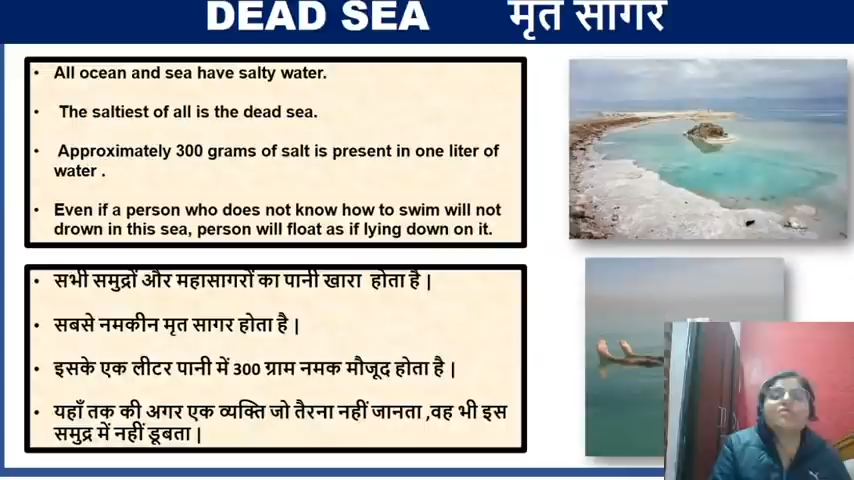 DEAD SEA मृत सागर
• All ocean and sea have salty water.
• The saltiest of all is the dead sea.
• Approximately 300 grams of salt is present in one liter of
water .
• Even if a person who does not know how to swim will not
drown in this sea, person will float as if lying down on it.
• सभी समुद्रों और महासागरों का पानी खारा होता है |
• सबसे नमकीन मृत सागर होता है |
• इसके एक लीटर पानी में 300 ग्राम नमक मौजूद होता है |
• यहाँ तक की अगर एक व्यक्ति जो तैरना नहीं जानता ,वह भी इस
समुद्र में नहीं डूबता |